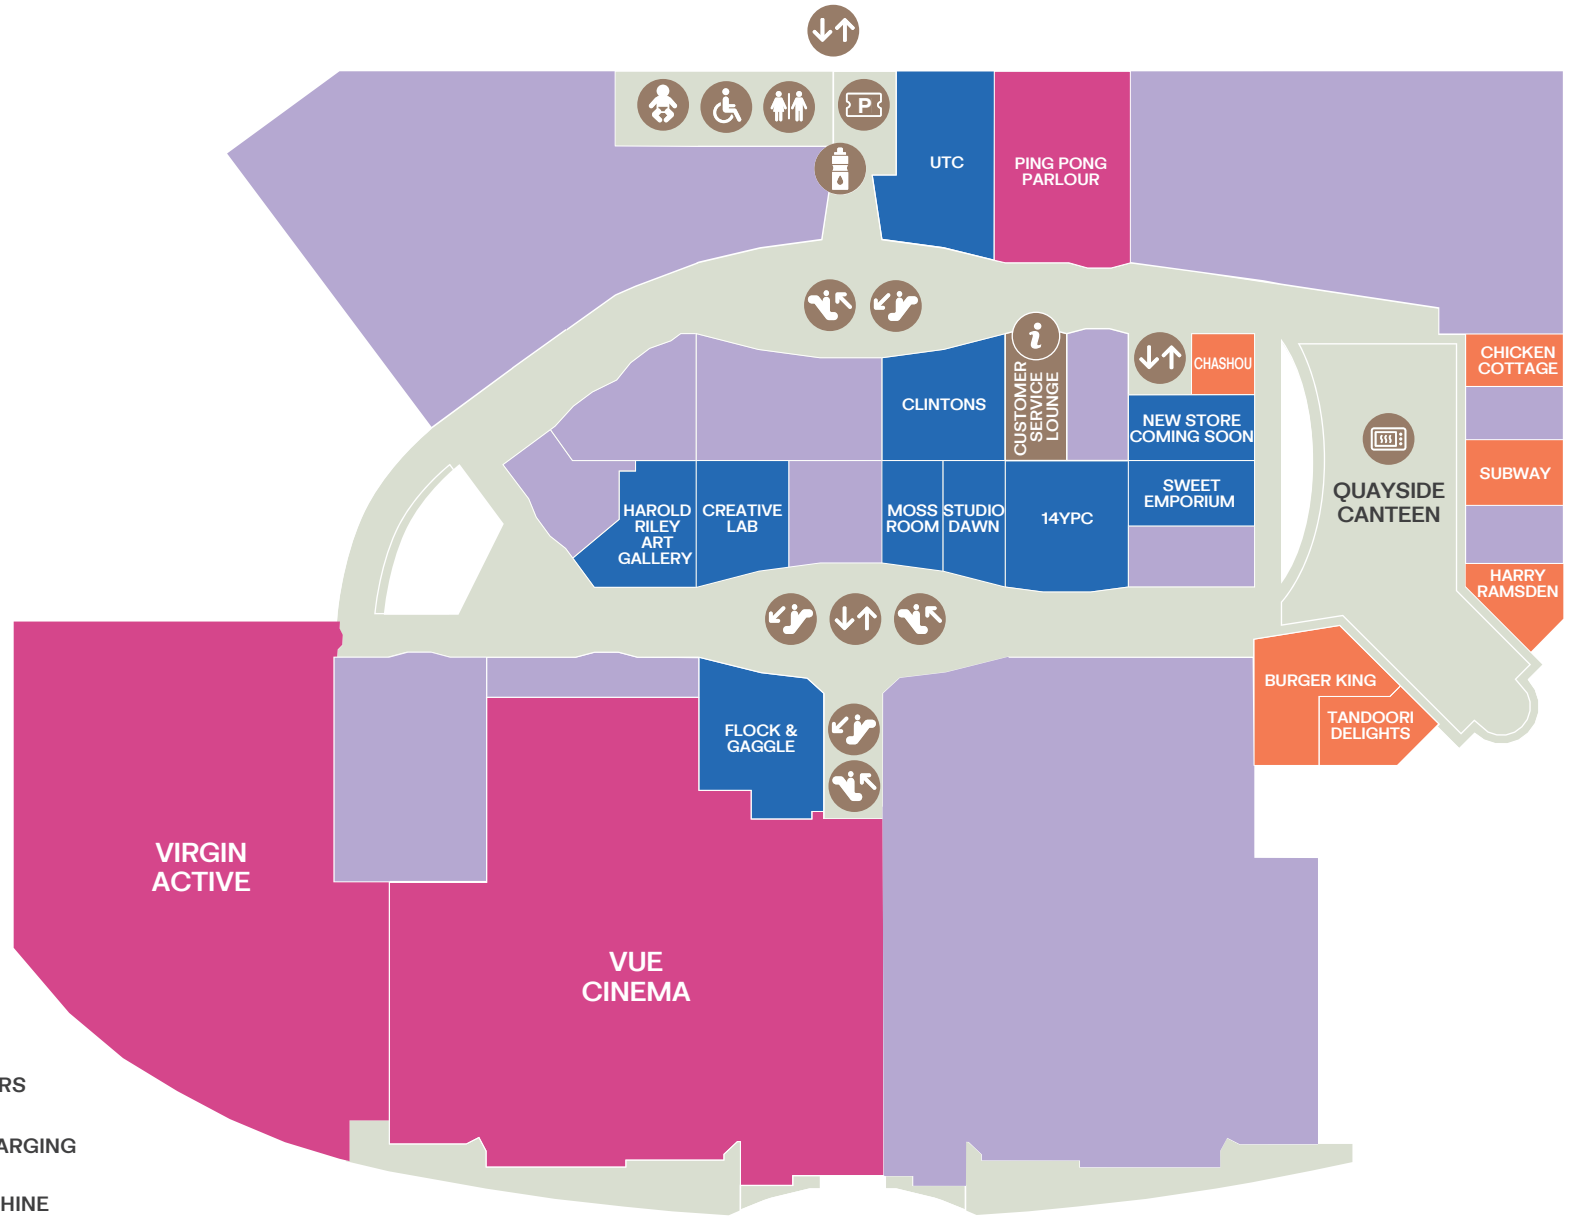 P
UTC
PING PONG
PARLOUR
i
CUSTOMER
SERVICE
LOUNGE
CLINTONS
CHASHOU
CHICKEN
COTTAGE
NEW STORE
COMING SOON
QUAYSIDE
CANTEEN
SUBWAY
HAROLD
RILEY
ART
GALLERY
CREATIVE
LAB
MOSS
ROOM
STUDIO
DAWN
14YPC
SWEET
EMPORIUM
HARRY
RAMSDEN
BURGER KING
TANDOORI
DELIGHTS
FLOCK &
GAGGLE
VIRGIN
ACTIVE
VUE
CINEMA
RS
ARGING
HINE